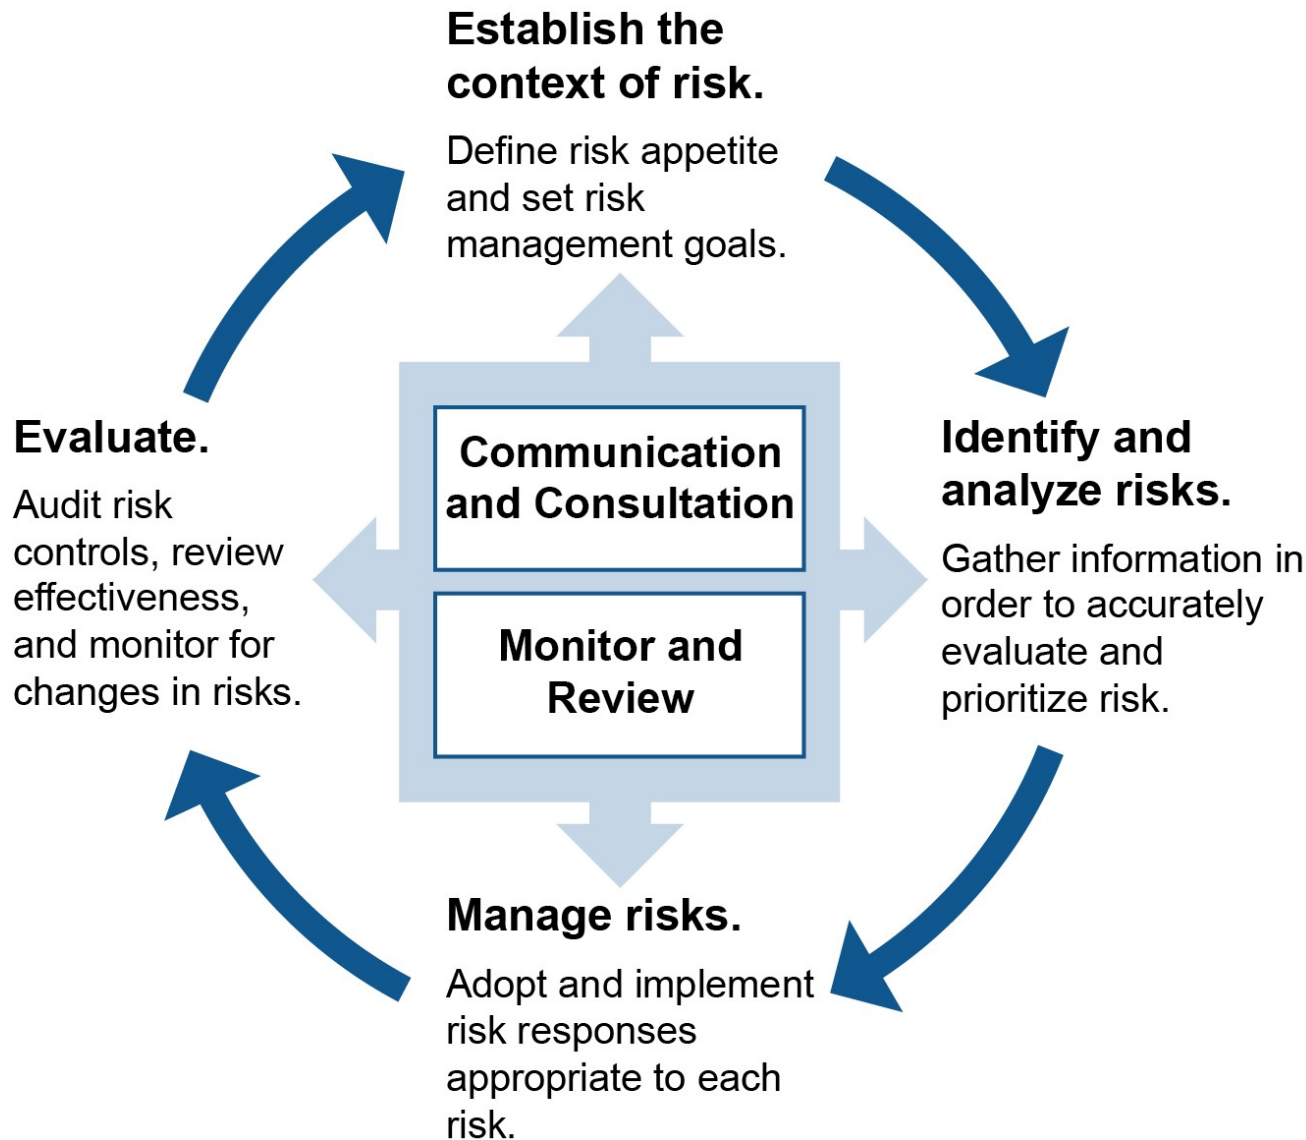 Establish the
context of risk.
Define risk appetite
and set risk
management goals.
Identify and
analyze risks.
Gather information in
order to accurately
evaluate and
prioritize risk.
Manage risks.
Adopt and implement
risk responses
appropriate to each
risk.
Evaluate.
Audit risk
controls, review
effectiveness,
and monitor for
changes in risks.
Communication
and Consultation
Monitor and
Review